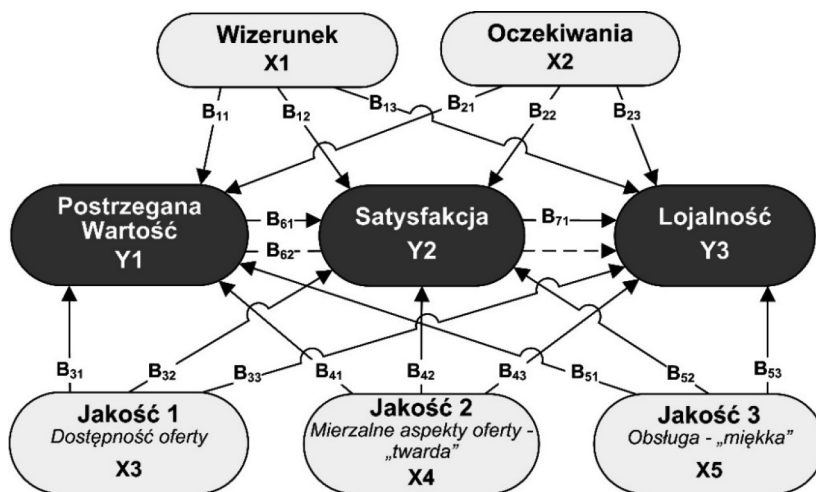 Wizerunek
X1
Oczekiwania
X2
B11
B12
B13
B21
B22
B23
Postrzegana
Wartość
Y1
B61
B62
Satysfakcja
Y2
B71
Lojalność
Y3
B31
B32
B33
B41
B42
B43
B51
B52
B53
Jakość 1
Dostępność oferty
X3
Jakość 2
Mierzalne aspekty oferty -
„twarda”
X4
Jakość 3
Obsługa - „miękka”
X5